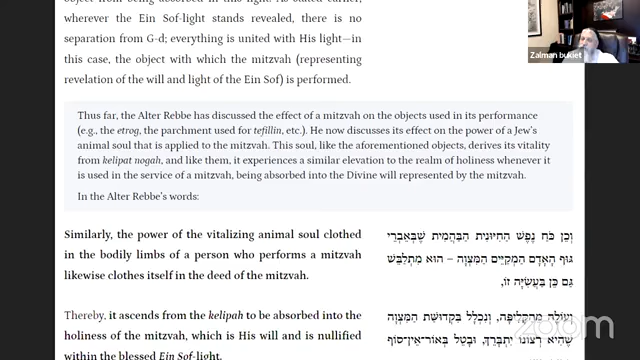 object from being absorbed in this light. As stated earlier,
wherever the Ein Sof-light stands revealed, there is no
separation from G-d; everything is united with His light—in
this case, the object with which the mitzvah (representing
revelation of the will and light of the Ein Sof) is performed.
Zalman bukiet
Thus far, the Alter Rebbe has discussed the effect of a mitzvah on the objects used in its performance
(e.g., the etrog, the parchment used for tefillin, etc.). He now discusses its effect on the power of a Jew's
animal soul that is applied to the mitzvah. This soul, like the aforementioned objects, derives its vitality
from kelipat nogah, and like them, it experiences a similar elevation to the realm of holiness whenever it
is used in the service of a mitzvah, being absorbed into the Divine will represented by the mitzvah.
In the Alter Rebbe's words:
Similarly, the power of the vitalizing animal soul clothed
in the bodily limbs of a person who performs a mitzvah
likewise clothes itself in the deed of the mitzvah.
וְכֵן כֹּחַ נֶפֶשׁ הַחִיּוּנִית הַבַּהֲמִית שֶׁבְּאֵבְרֵי
גּוּף הָאָדָם הַמְקַיֵּים הַמִּצְוָה – הוּא מִתְלַבֵּשׁ
גַּם כֵּן בַּעֲשִׂיָּה זוֹ,
Thereby, it ascends from the kelipah to be absorbed into the
holiness of the mitzvah, which is His will and is nullified
within the blessed Ein Sof-light.
וְעוֹלֶה מֵהַקְּלִיפָּה, וְנִכְלָל בִּקְדוּשַּׁת הַמִּצְוָה
שֶׁהִיא רְצוֹנוֹ יִתְבָּרֵךְ, וּבָטֵל בְּאוֹר־אֵין־סוֹף
zoom